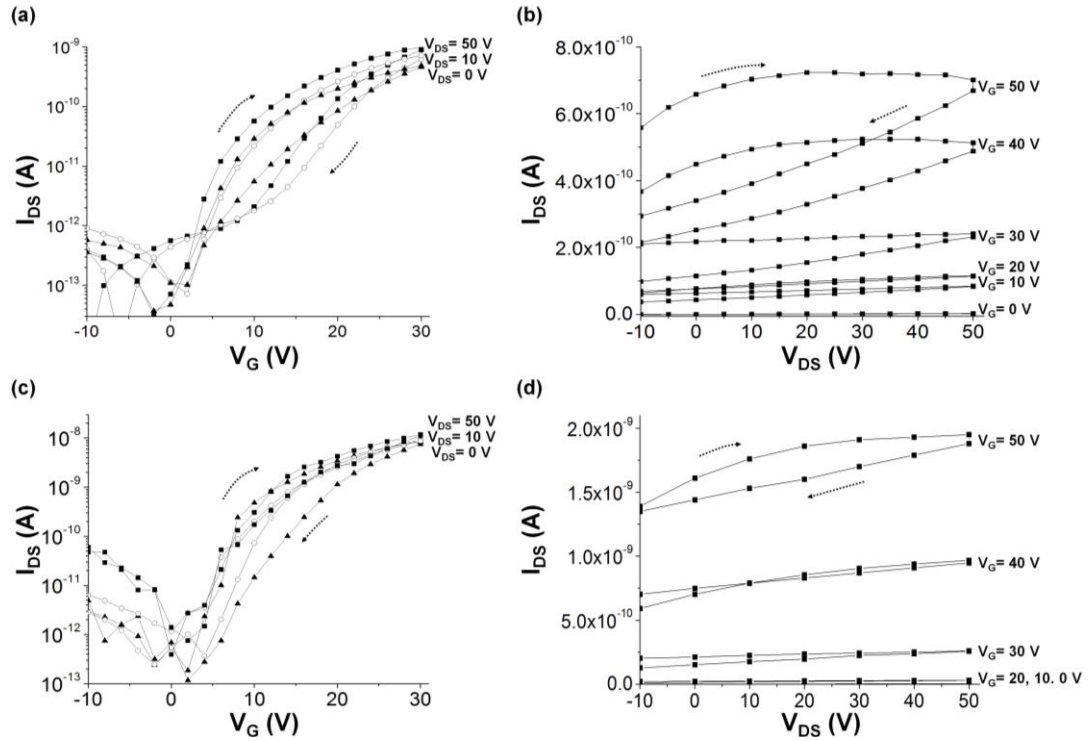 (a)
10⁻⁹
10⁻¹⁰
10⁻¹¹
10⁻¹²
10⁻¹³
I_DS (A)
-10 0 10 20 30
V_G (V)
V_DS= 50 V
V_DS= 10 V
V_DS= 0 V
(b)
8.0x10⁻¹⁰
6.0x10⁻¹⁰
4.0x10⁻¹⁰
2.0x10⁻¹⁰
0.0
I_DS (A)
-10 0 10 20 30 40 50
V_DS (V)
V_G= 50 V
V_G= 40 V
V_G= 30 V
V_G= 20 V
V_G= 10 V
V_G= 0 V
(c)
10⁻⁸
10⁻⁹
10⁻¹⁰
10⁻¹¹
10⁻¹²
10⁻¹³
I_DS (A)
-10 0 10 20 30
V_G (V)
V_DS= 50 V
V_DS= 10 V
V_DS= 0 V
(d)
2.0x10⁻⁹
1.5x10⁻⁹
1.0x10⁻⁹
5.0x10⁻¹⁰
0.0
I_DS (A)
-10 0 10 20 30 40 50
V_DS (V)
V_G= 50 V
V_G= 40 V
V_G= 30 V
V_G= 20, 10. 0 V